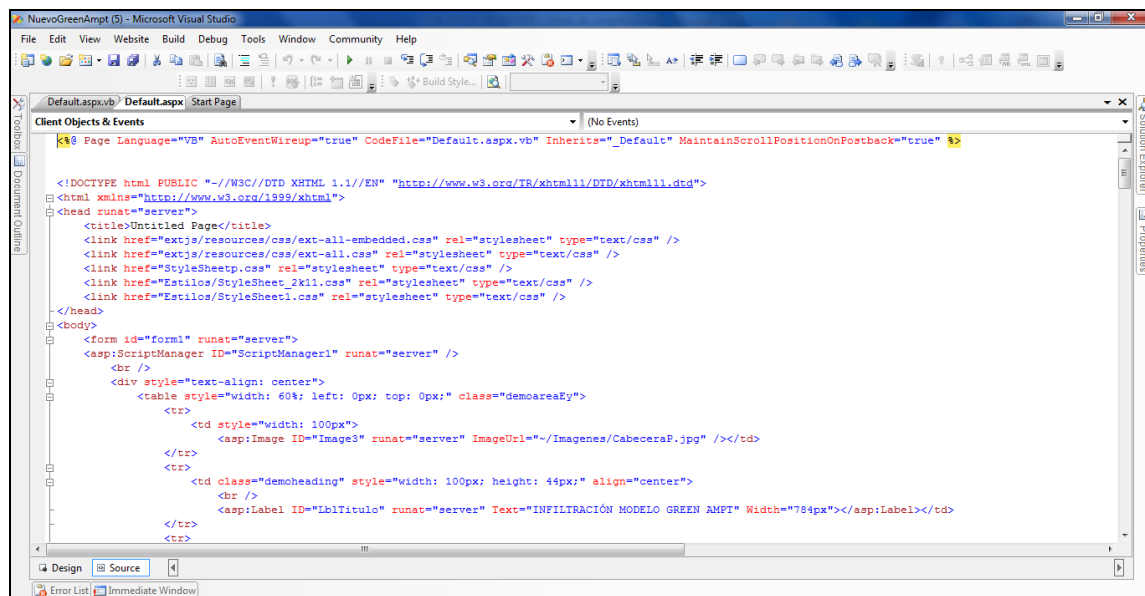 NuevoGreenAmpt (5) - Microsoft Visual Studio
File Edit View Website Build Debug Tools Window Community Help
Build Style...
Default.aspx.vb Default.aspx Start Page
Client Objects & Events (No Events)
<%@ Page Language="VB" AutoEventWireup="true" CodeFile="Default.aspx.vb" Inherits="_Default" MaintainScrollPositionOnPostback="true" %>
<!DOCTYPE html PUBLIC "-//W3C//DTD XHTML 1.1//EN" "http://www.w3.org/TR/xhtml11/DTD/xhtml11.dtd">
<html xmlns="http://www.w3.org/1999/xhtml">
<head runat="server">
<title>Untitled Page</title>
<link href="extjs/resources/css/ext-all-embedded.css" rel="stylesheet" type="text/css" />
<link href="extjs/resources/css/ext-all.css" rel="stylesheet" type="text/css" />
<link href="StyleSheetp.css" rel="stylesheet" type="text/css" />
<link href="Estilos/StyleSheet_2k11.css" rel="stylesheet" type="text/css" />
<link href="Estilos/StyleSheet1.css" rel="stylesheet" type="text/css" />
</head>
<body>
<form id="form1" runat="server">
<asp:ScriptManager ID="ScriptManager1" runat="server" />
<br />
<div style="text-align: center">
<table style="width: 60%; left: 0px; top: 0px;" class="demoareaEy">
<tr>
<td style="width: 100px">
<asp:Image ID="Image3" runat="server" ImageUrl="~/Imagenes/CabeceraP.jpg" /></td>
</tr>
<tr>
<td class="demoheading" style="width: 100px; height: 44px;" align="center">
<br />
<asp:Label ID="LblTitulo" runat="server" Text="INFILTRACIÓN MODELO GREEN AMPT" Width="784px"></asp:Label></td>
</tr>
<tr>
Design Source
Error List Immediate Window
Toolbox
Document Outline
Solution Explorer
Properties